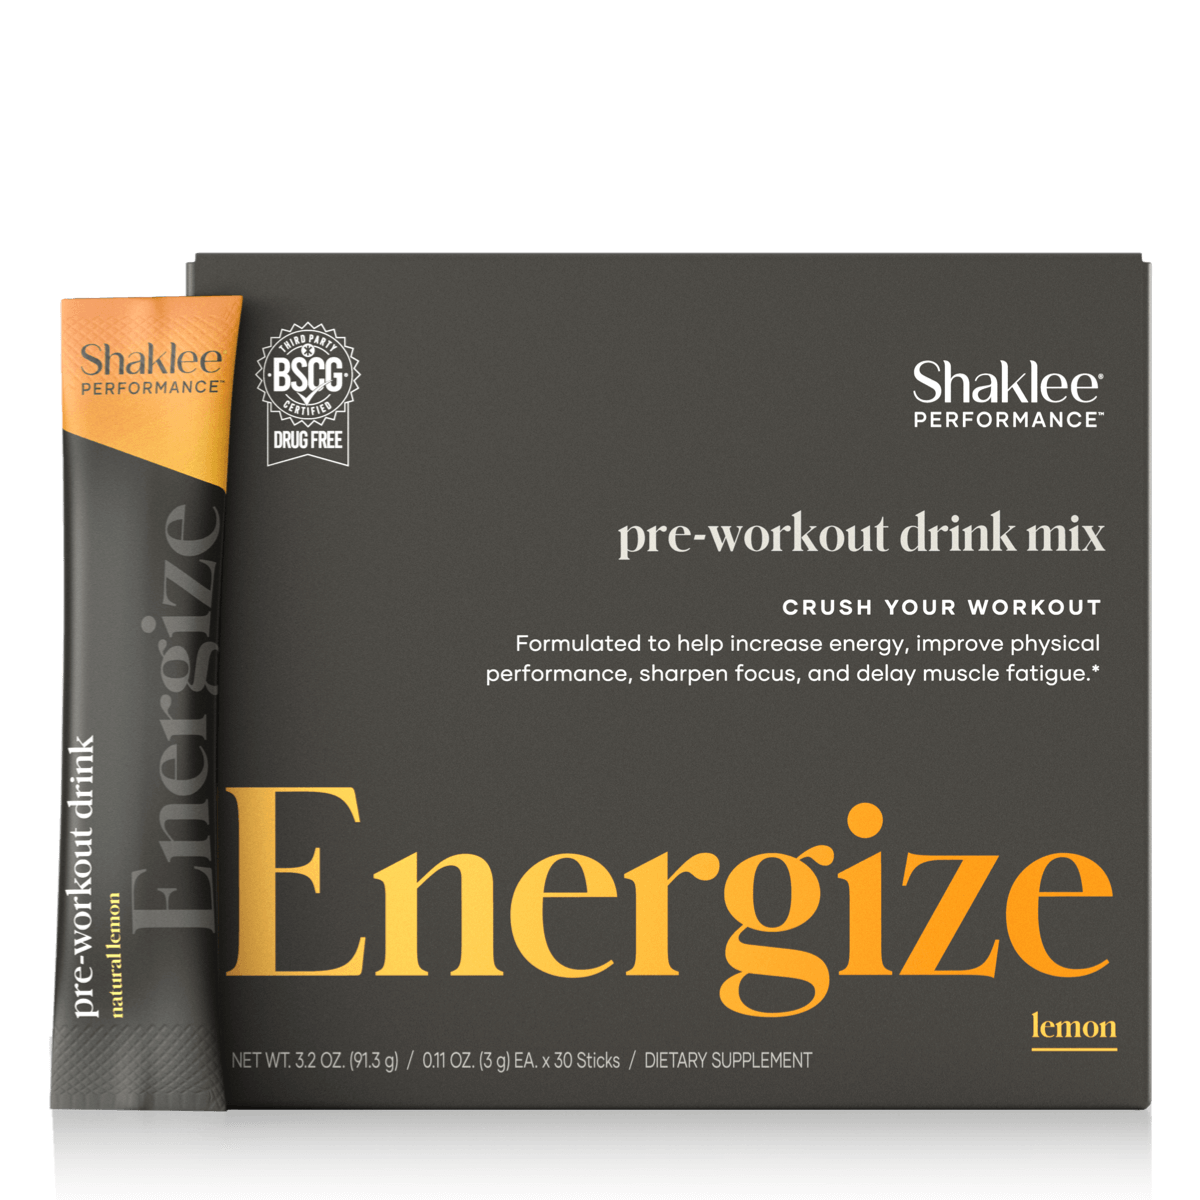 Shaklee
PERFORMANCE™
Energize
pre-workout drink
natural lemon
THIRD PARTY
BSCG
CERTIFIED
DRUG FREE
Shaklee®
PERFORMANCE™
pre-workout drink mix
CRUSH YOUR WORKOUT
Formulated to help increase energy, improve physical
performance, sharpen focus, and delay muscle fatigue.*
Energize
lemon
NET WT. 3.2 OZ. (91.3 g) / 0.11 OZ. (3 g) EA. x 30 Sticks / DIETARY SUPPLEMENT